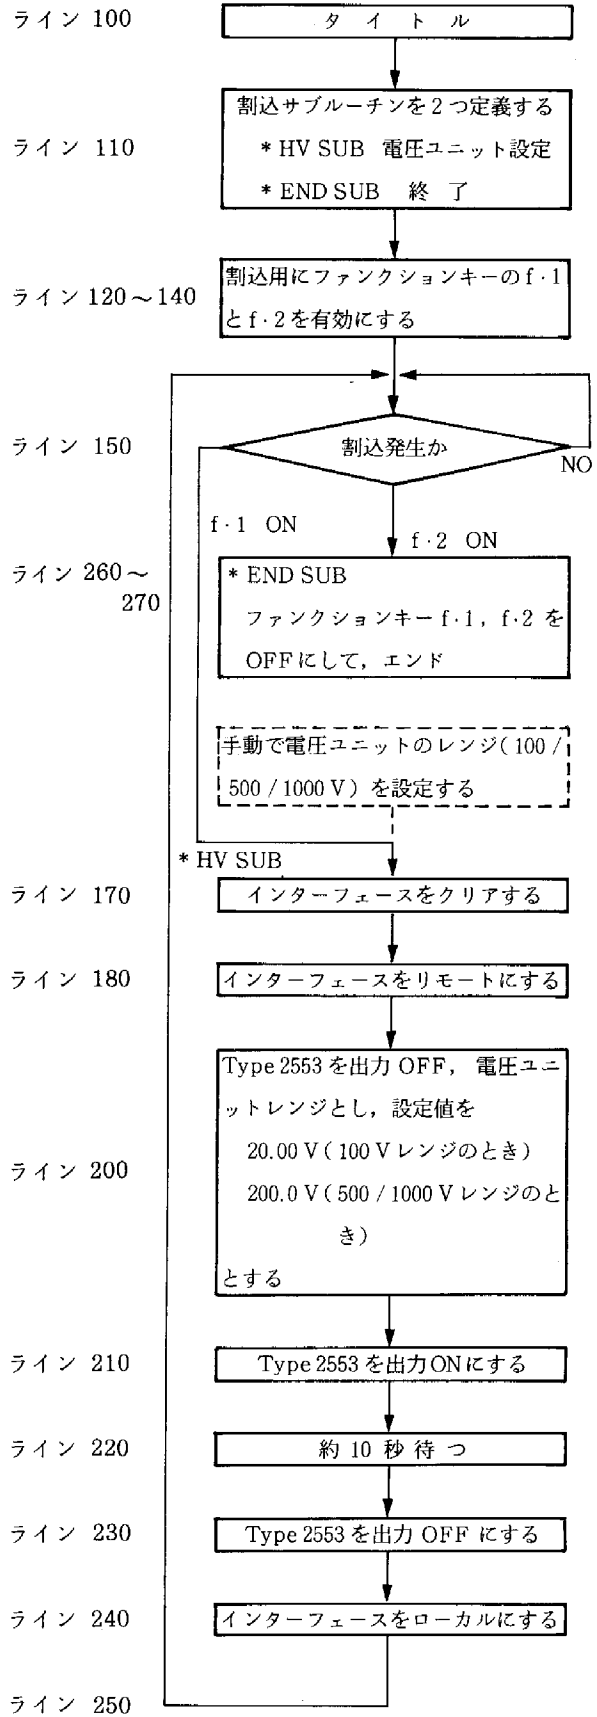 ライン 100
タイトル
割込サブルーチンを2つ定義する
ライン 110
* HV SUB 電圧ユニット設定
* END SUB 終了
割込用にファンクションキーのf·1
ライン 120～140
とf·2を有効にする
ライン 150
割込発生か
NO
f·1 ON
f·2 ON
ライン 260～
270
* END SUB
ファンクションキーf·1, f·2を
OFFにして, エンド
手動で電圧ユニットのレンジ(100/
500/1000 V)を設定する
* HV SUB
ライン 170
インターフェースをクリアする
ライン 180
インターフェースをリモートにする
Type 2553を出力OFF, 電圧ユニ
ットレンジとし, 設定値を
20.00 V(100 Vレンジのとき)
ライン 200
200.0 V(500/1000 Vレンジのと
き)
とする
ライン 210
Type 2553を出力ONにする
ライン 220
約10秒待つ
ライン 230
Type 2553を出力OFFにする
ライン 240
インターフェースをローカルにする
ライン 250